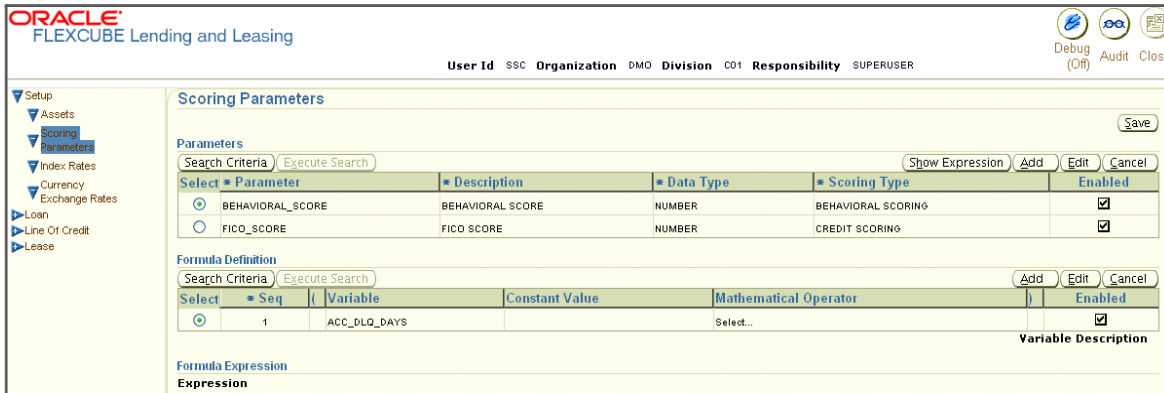 ORACLE
FLEXCUBE Lending and Leasing
Debug (Off) Audit
User Id SSC Organization DMO Division C01 Responsibility SUPERUSER
Setup
Assets
Scoring Parameters
Index Rates
Currency Exchange Rates
Loan
Line Of Credit
Lease
Scoring Parameters
Save
Parameters
Search Criteria Execute Search Show Expression Add Edit Cancel
Select * Parameter * Description * Data Type * Scoring Type Enabled
BEHAVIORAL_SCORE BEHAVIORAL SCORE NUMBER BEHAVIORAL SCORING
FICO_SCORE FICO SCORE NUMBER CREDIT SCORING
Formula Definition
Search Criteria Execute Search Add Edit Cancel
Select * Seq ( Variable Constant Value Mathematical Operator ) Enabled
1 ACC_DLQ_DAYS Select...
Variable Description
Formula Expression
Expression